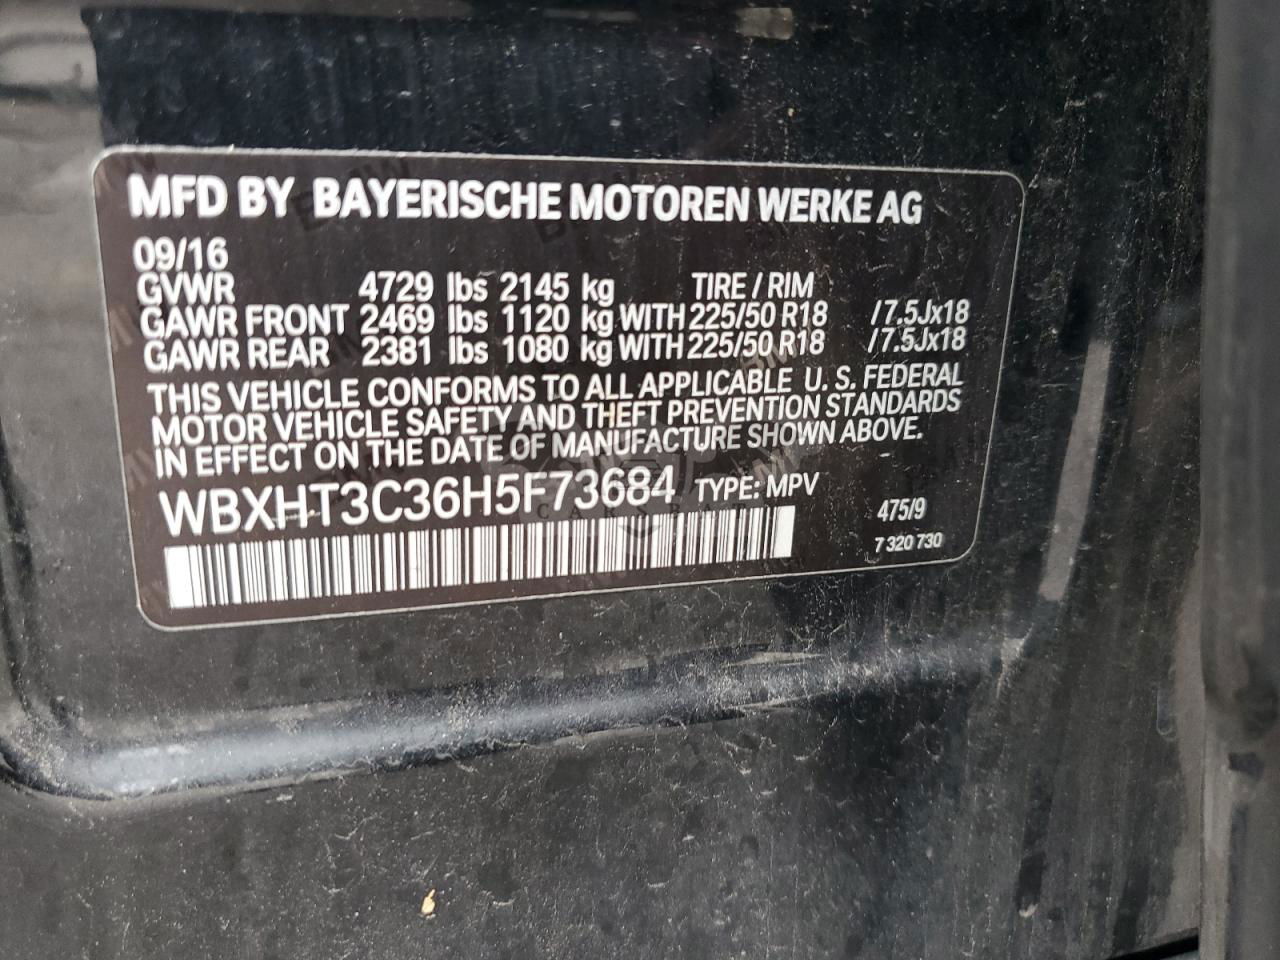 MFD BY BAYERISCHE MOTOREN WERKE AG
09/16
GVWR 4729 lbs 2145 kg TIRE / RIM
GAWR FRONT 2469 lbs 1120 kg WITH 225/50 R18 /7.5Jx18
GAWR REAR 2381 lbs 1080 kg WITH 225/50 R18 /7.5Jx18
THIS VEHICLE CONFORMS TO ALL APPLICABLE U. S. FEDERAL
MOTOR VEHICLE SAFETY AND THEFT PREVENTION STANDARDS
IN EFFECT ON THE DATE OF MANUFACTURE SHOWN ABOVE.
WBXHT3C36H5F73684 TYPE: MPV
475/9
7 320 730